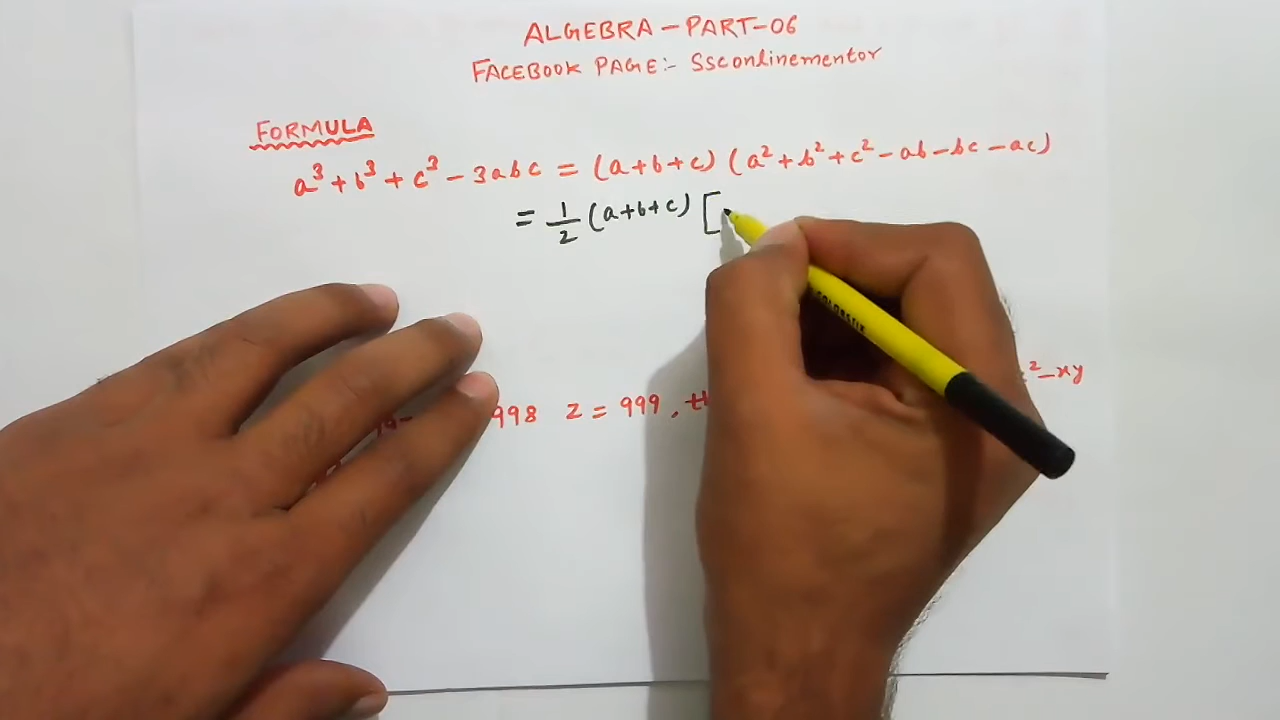 ALGEBRA - PART-06
FACEBOOK PAGE:- Ssconlinementor
FORMULA
a³ + b³ + c³ - 3abc = (a+b+c) (a² + b² + c² - ab - bc - ac)
= 1/2 (a+b+c) [
998 Z = 999, ² - xy